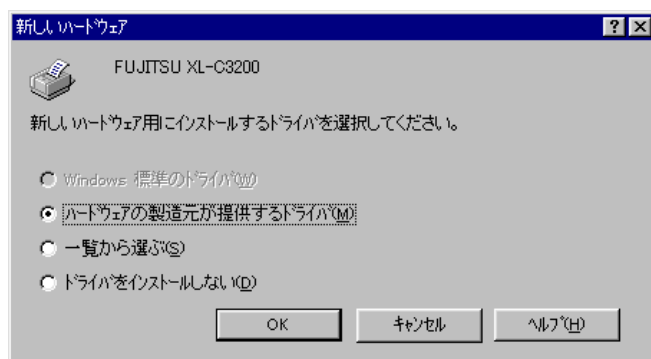 新しいハードウェア
FUJITSU XL-C3200
新しいハードウェア用にインストールするドライバを選択してください。
Windows 標準のドライバ(W)
ハードウェアの製造元が提供するドライバ(M)
一覧から選ぶ(S)
ドライバをインストールしない(D)
OK キャンセル ヘルプ(H)